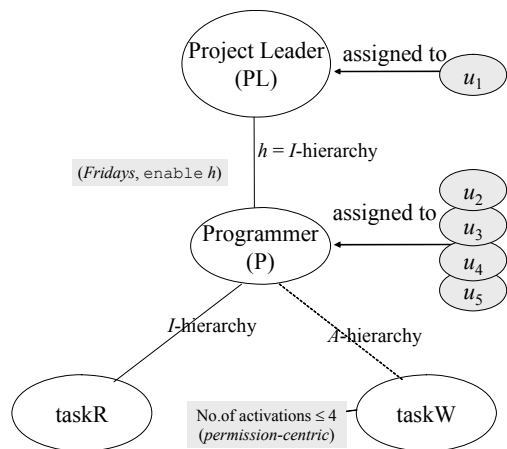 Project Leader
(PL)
assigned to
u1
h = I-hierarchy
(Fridays, enable h)
assigned to
u2
u3
u4
u5
Programmer
(P)
I-hierarchy
A-hierarchy
taskR
No.of activations ≤ 4
(permission-centric)
taskW